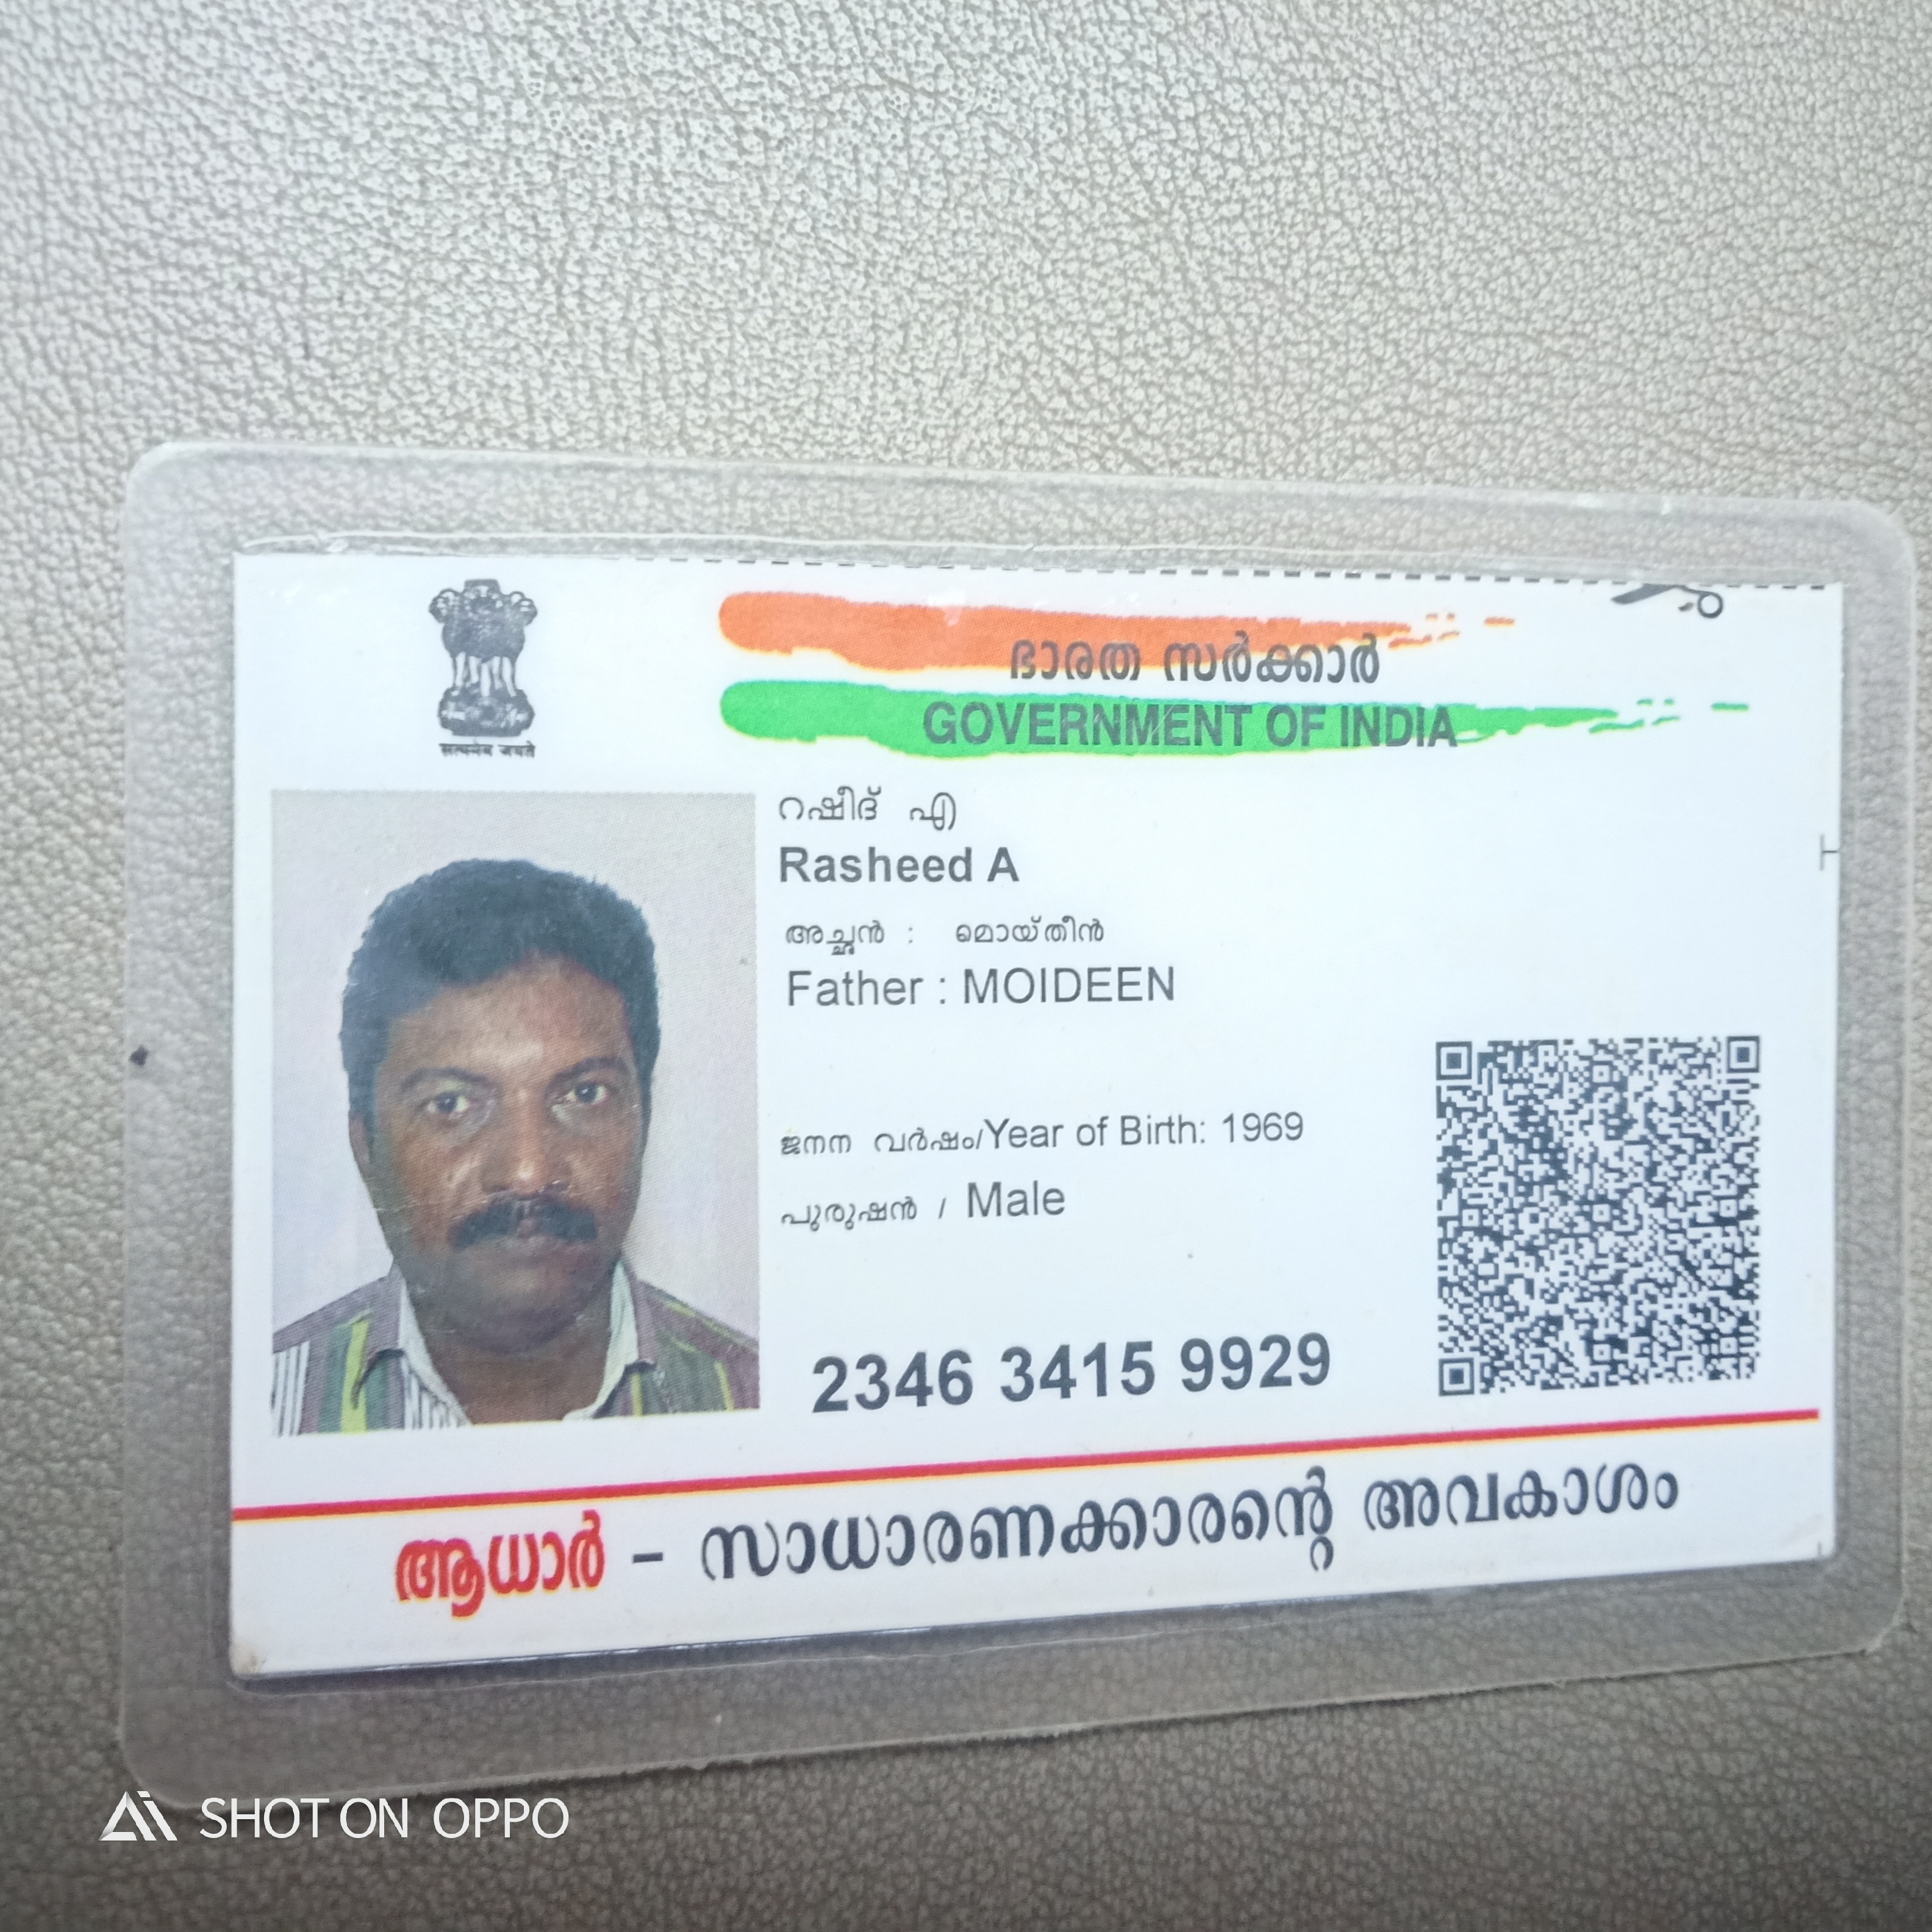 ഭാരത സർക്കാർ
GOVERNMENT OF INDIA
सत्यमेव जयते
റഷീദ് എ
Rasheed A
അച്ഛൻ : മൊയ്തീൻ
Father : MOIDEEN
ജനന വർഷം/Year of Birth: 1969
പുരുഷൻ / Male
2346 3415 9929
ആധാർ – സാധാരണക്കാരന്റെ അവകാശം
SHOT ON OPPO